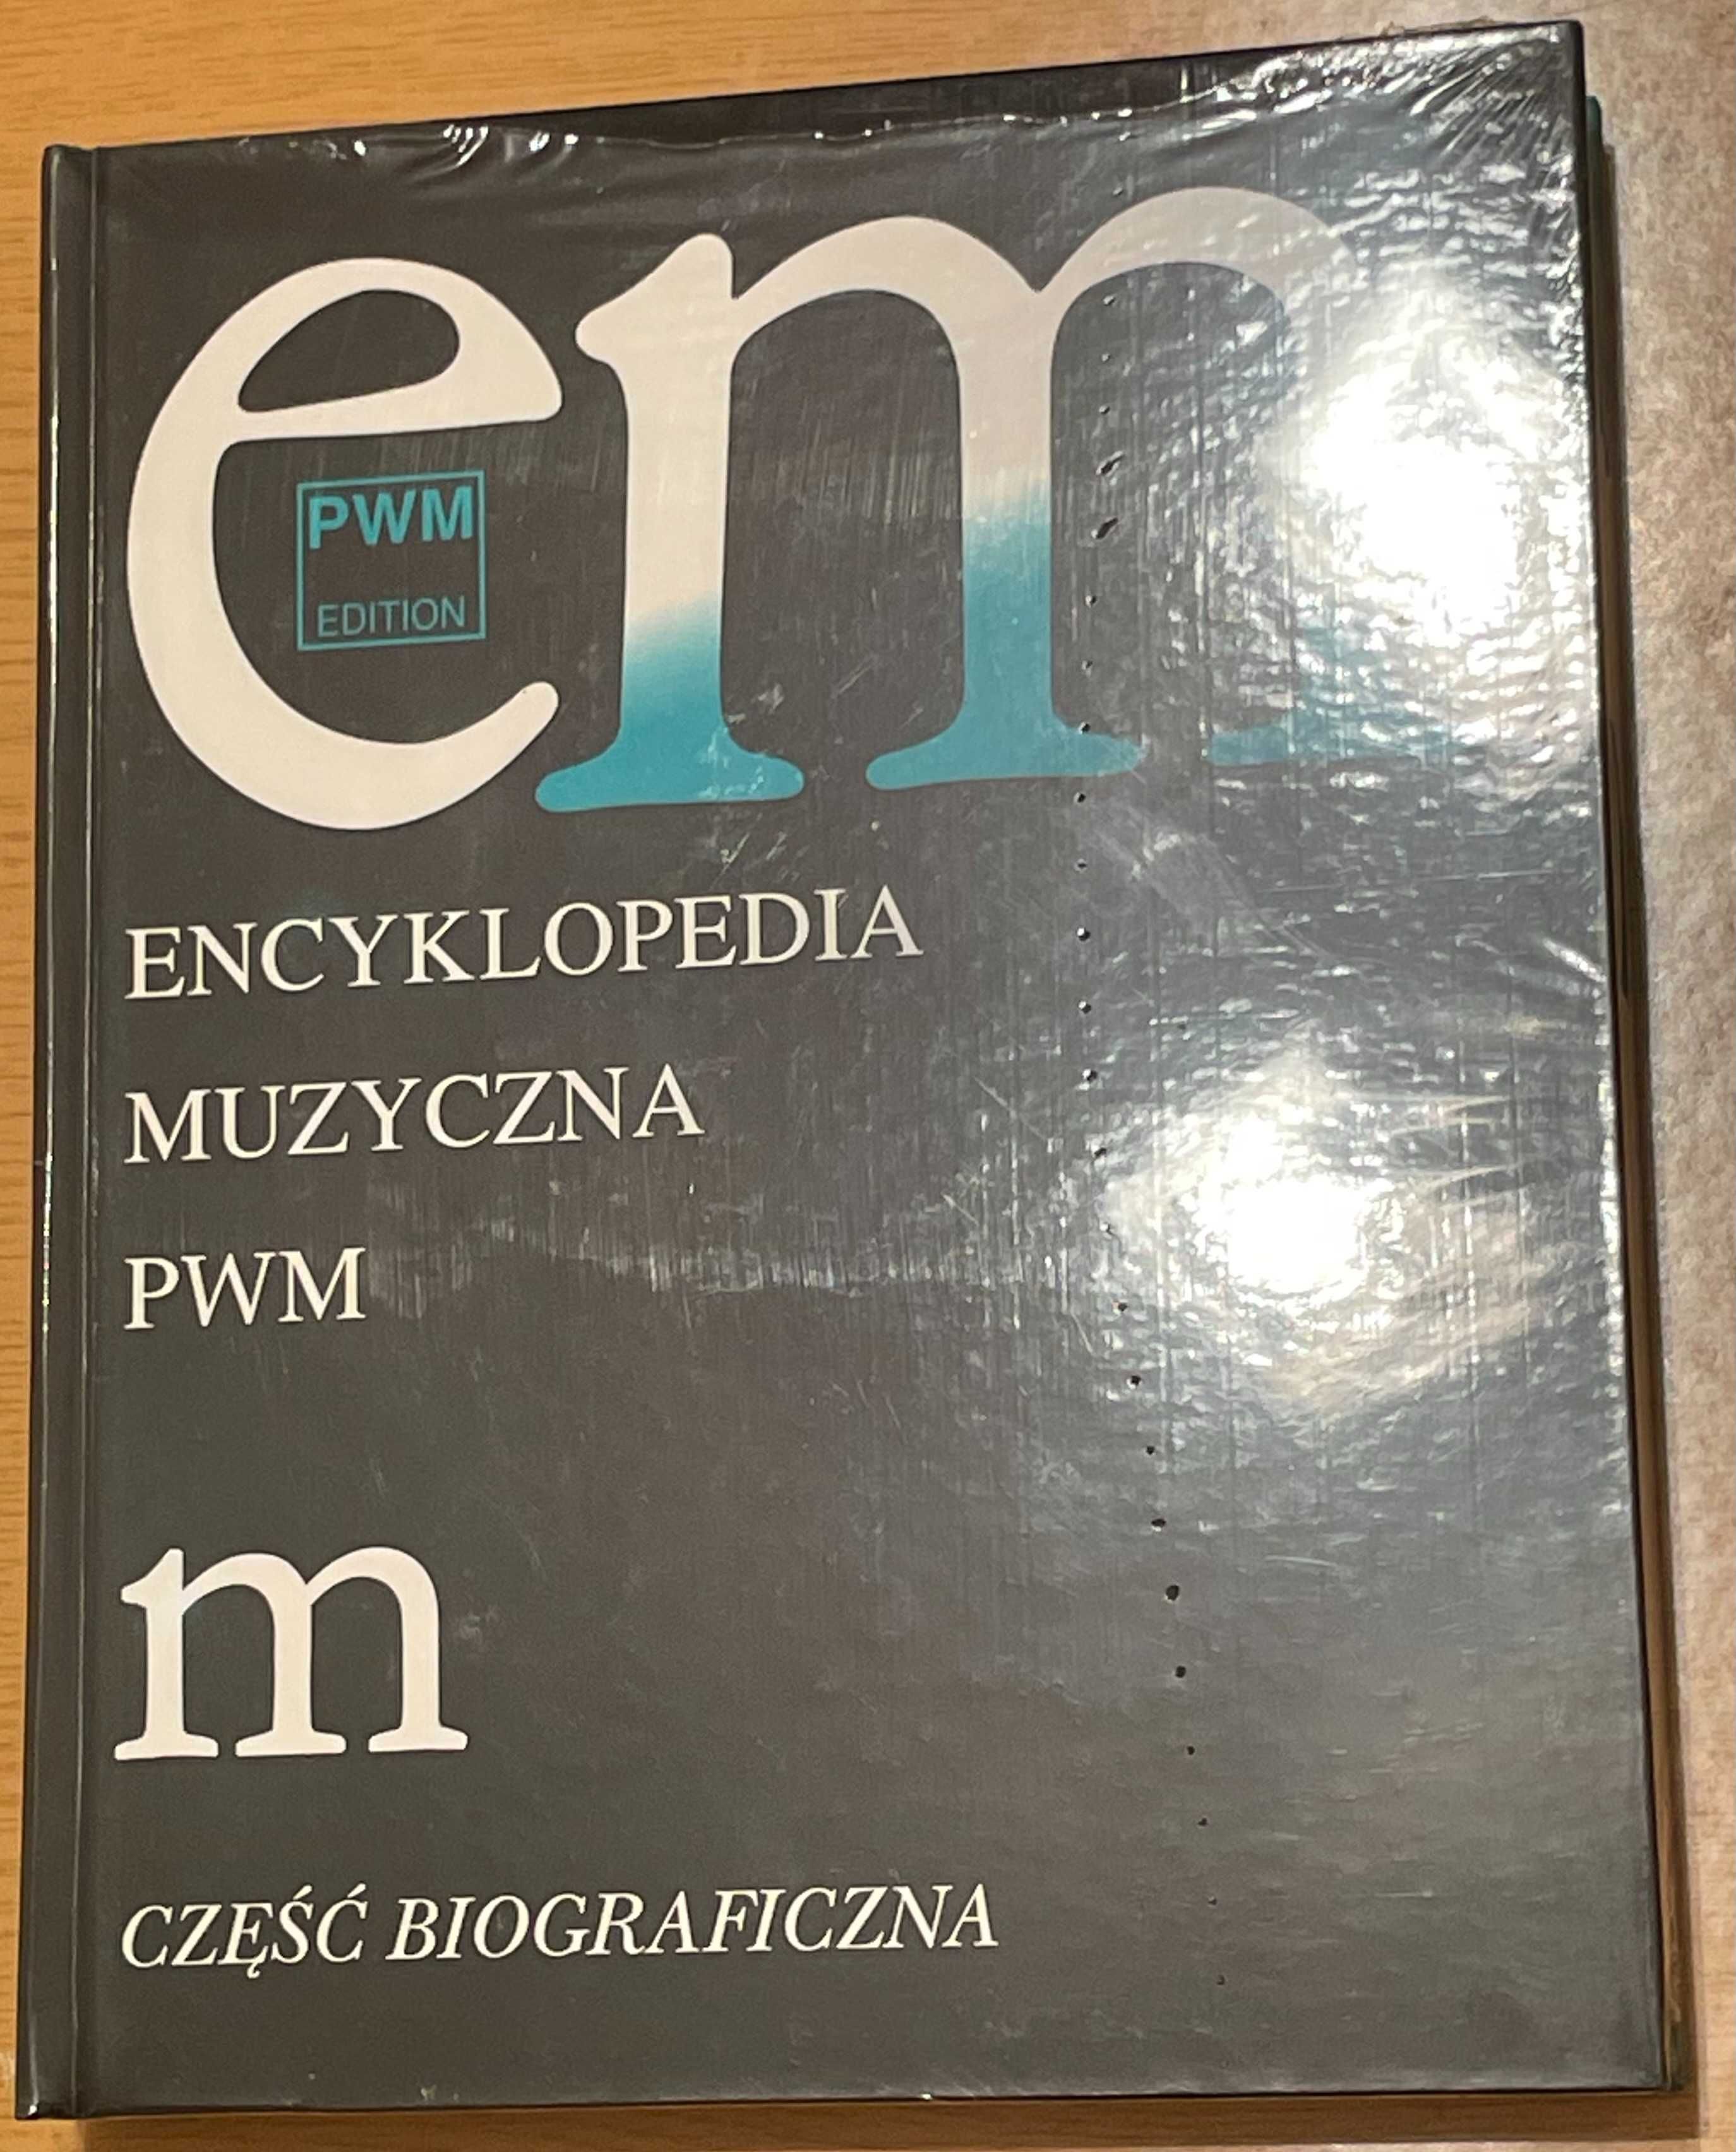 em
PWM
EDITION
ENCYKLOPEDIA
MUZYCZNA
PWM
m
CZĘŚĆ BIOGRAFICZNA